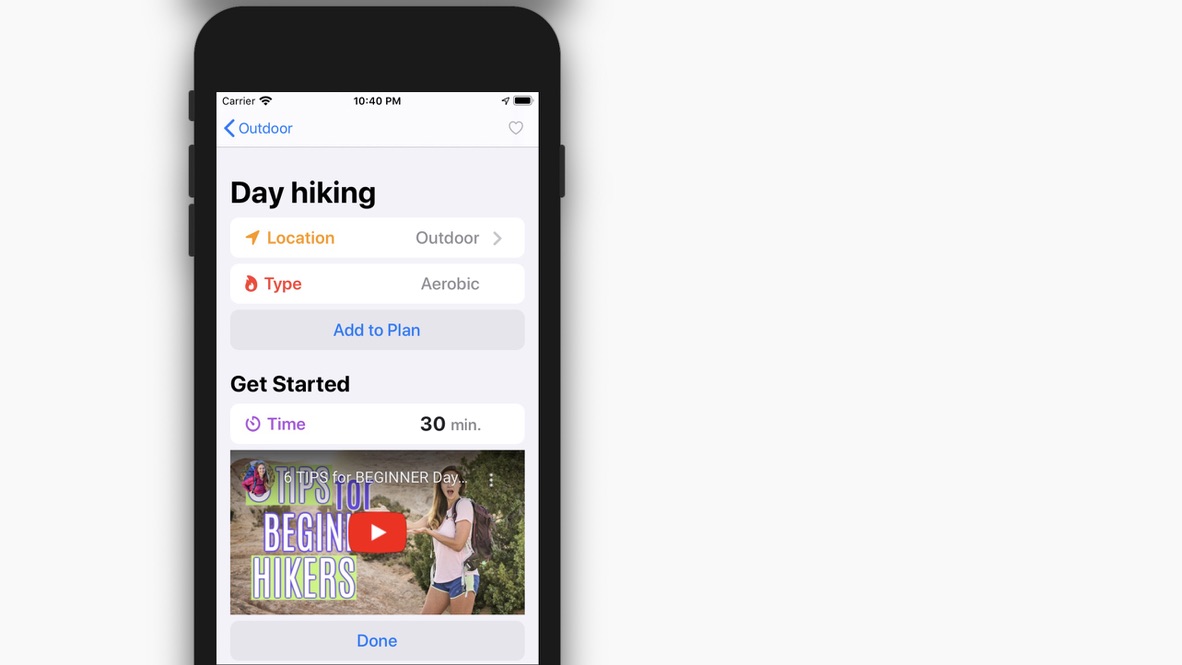 Carrier 10:40 PM
Outdoor
Day hiking
Location Outdoor
Type Aerobic
Add to Plan
Get Started
Time 30 min.
6 TIPS for BEGINNER Day...
TIPS for
BEGIN
HIKERS
Done